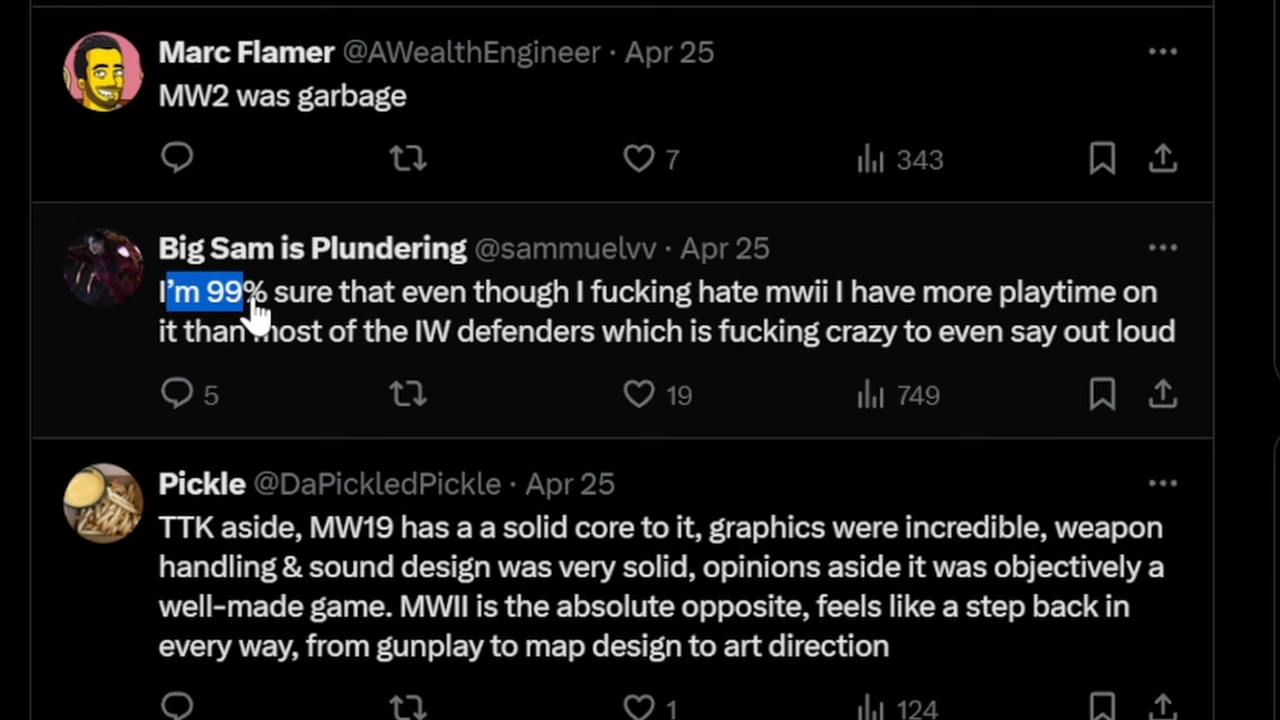 Marc Flamer @AWealthEngineer · Apr 25
MW2 was garbage
7 343
Big Sam is Plundering @sammuelvv · Apr 25
I'm 99% sure that even though I fucking hate mwii I have more playtime on
it than most of the IW defenders which is fucking crazy to even say out loud
5 19 749
Pickle @DaPickledPickle · Apr 25
TTK aside, MW19 has a a solid core to it, graphics were incredible, weapon
handling & sound design was very solid, opinions aside it was objectively a
well-made game. MWII is the absolute opposite, feels like a step back in
every way, from gunplay to map design to art direction
1 124